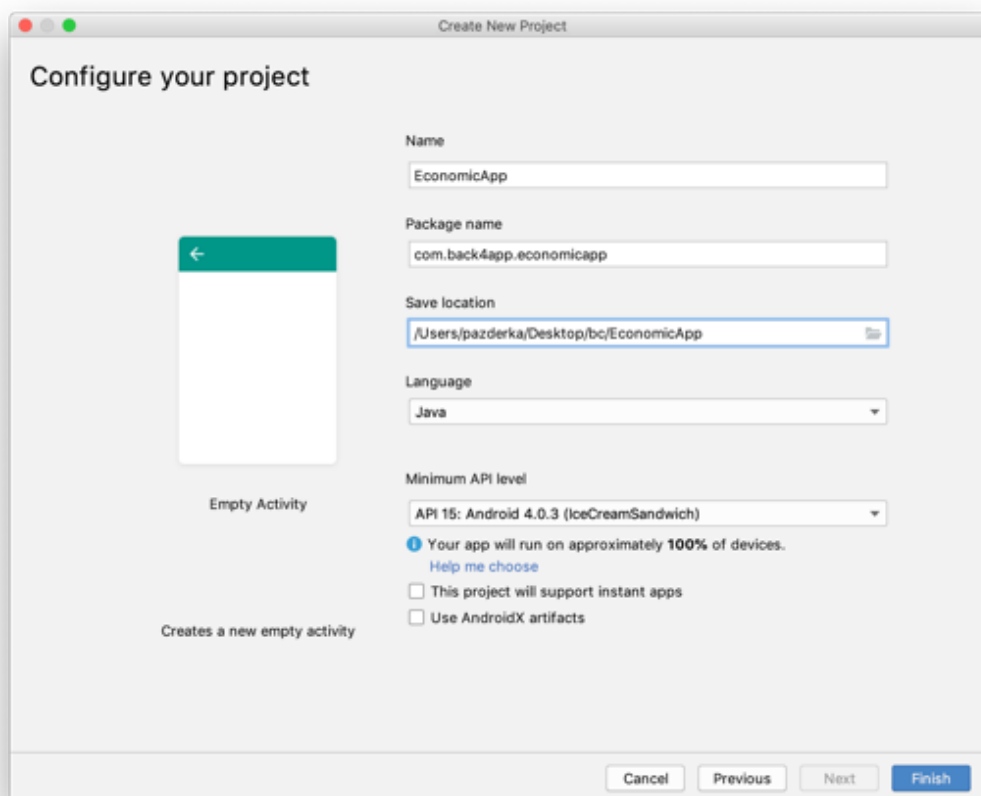 Create New Project
Configure your project
Name
EconomicApp
Package name
com.back4app.economicapp
Save location
/Users/pazderka/Desktop/bc/EconomicApp
Language
Java
Empty Activity
Minimum API level
API 15: Android 4.0.3 (IceCreamSandwich)
Your app will run on approximately 100% of devices.
Help me choose
This project will support instant apps
Use AndroidX artifacts
Creates a new empty activity
Cancel Previous Next Finish